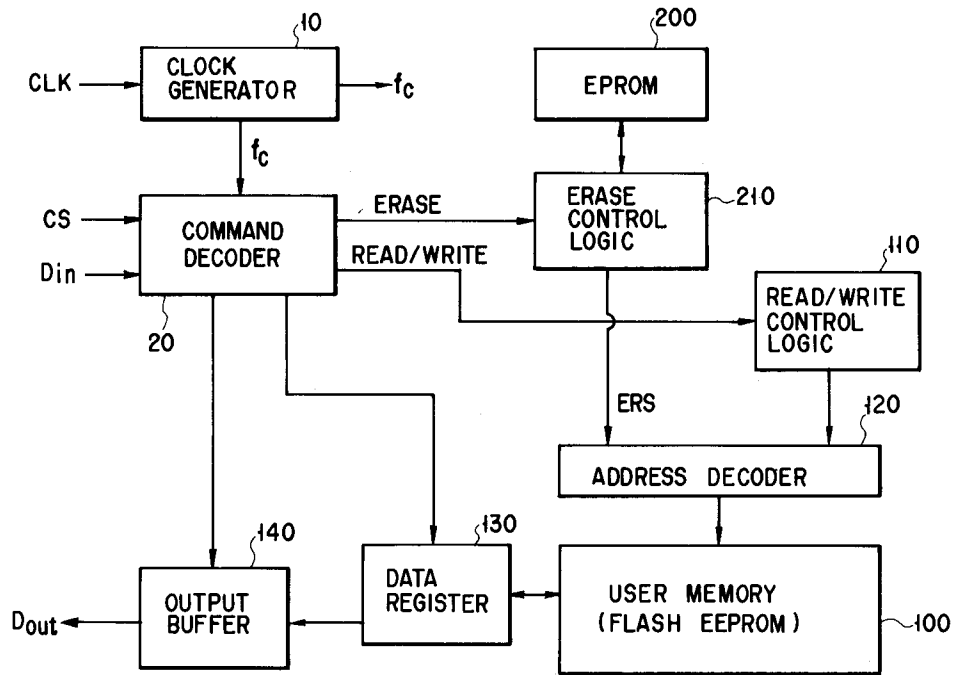 10
200
CLK
CLOCK
GENERATOR
fc
EPROM
fc
CS
Din
COMMAND
DECODER
20
ERASE
READ/WRITE
ERASE
CONTROL
LOGIC
210
110
READ/WRITE
CONTROL
LOGIC
ERS
120
ADDRESS DECODER
140
130
Dout
OUTPUT
BUFFER
DATA
REGISTER
USER MEMORY
(FLASH EEPROM)
100